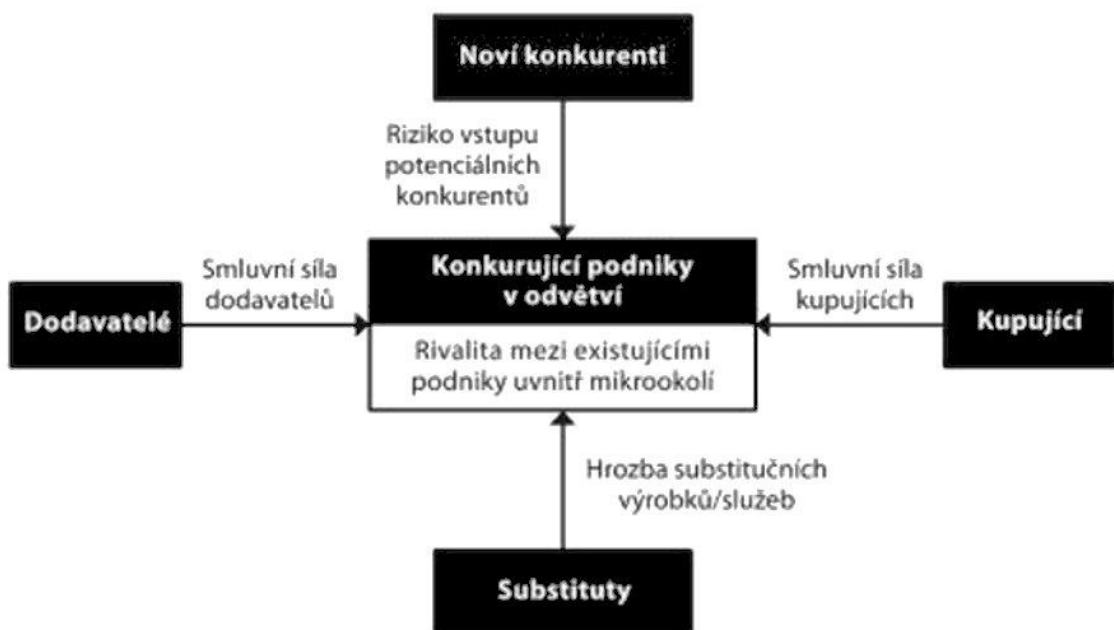 Noví konkurenti
Riziko vstupu
potenciálních
konkurentů
Smluvní síla
dodavatelů
Konkurující podniky
v odvětví
Smluvní síla
kupujících
Dodavatelé
Kupující
Rivalita mezi existujícími
podniky uvnitř mikrookolí
Hrozba substitučních
výrobků/služeb
Substituty